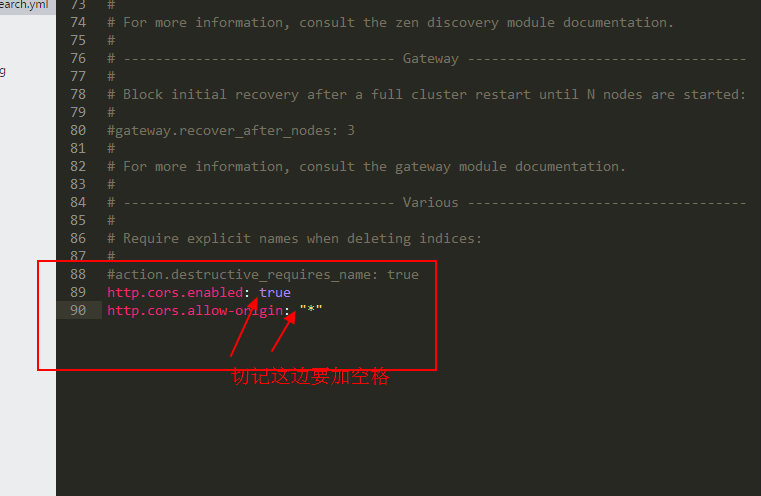 earch.yml
g
73 #
74 # For more information, consult the zen discovery module documentation.
75 #
76 # ---------------------------------- Gateway -----------------------------------
77 #
78 # Block initial recovery after a full cluster restart until N nodes are started:
79 #
80 #gateway.recover_after_nodes: 3
81 #
82 # For more information, consult the gateway module documentation.
83 #
84 # ---------------------------------- Various -----------------------------------
85 #
86 # Require explicit names when deleting indices:
87 #
88 #action.destructive_requires_name: true
89 http.cors.enabled: true
90 http.cors.allow-origin: "*"
切记这边要加空格